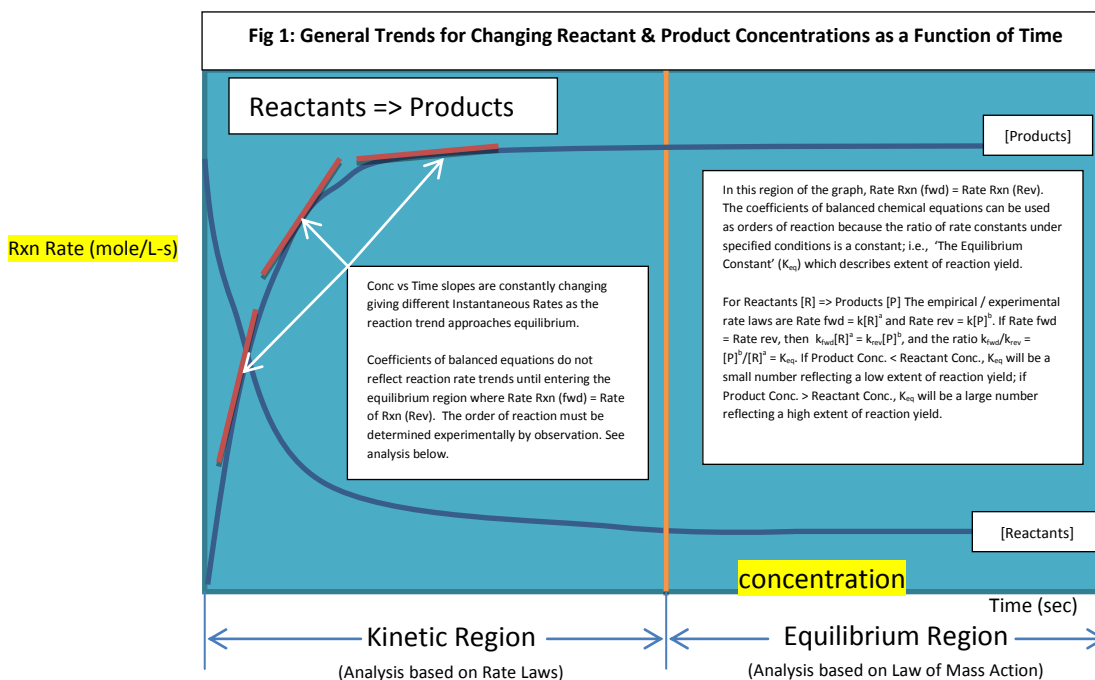 Fig 1: General Trends for Changing Reactant & Product Concentrations as a Function of Time
Reactants => Products
[Products]
Rxn Rate (mole/L-s)
In this region of the graph, Rate Rxn (fwd) = Rate Rxn (Rev).
The coefficients of balanced chemical equations can be used
as orders of reaction because the ratio of rate constants under
specified conditions is a constant; i.e., ‘The Equilibrium
Constant’ (Keq) which describes extent of reaction yield.
For Reactants [R] => Products [P] The empirical / experimental
rate laws are Rate fwd = k[R]ᵃ and Rate rev = k[P]ᵇ. If Rate fwd
= Rate rev, then kfwd[R]ᵃ = krev[P]ᵇ, and the ratio kfwd/krev =
[P]ᵇ/[R]ᵃ = Keq. If Product Conc. < Reactant Conc., Keq will be a
small number reflecting a low extent of reaction yield; if
Product Conc. > Reactant Conc., Keq will be a large number
reflecting a high extent of reaction yield.
Conc vs Time slopes are constantly changing
giving different Instantaneous Rates as the
reaction trend approaches equilibrium.
Coefficients of balanced equations do not
reflect reaction rate trends until entering the
equilibrium region where Rate Rxn (fwd) = Rate
of Rxn (Rev).  The order of reaction must be
determined experimentally by observation. See
analysis below.
[Reactants]
concentration
Time (sec)
Kinetic Region
(Analysis based on Rate Laws)
Equilibrium Region
(Analysis based on Law of Mass Action)